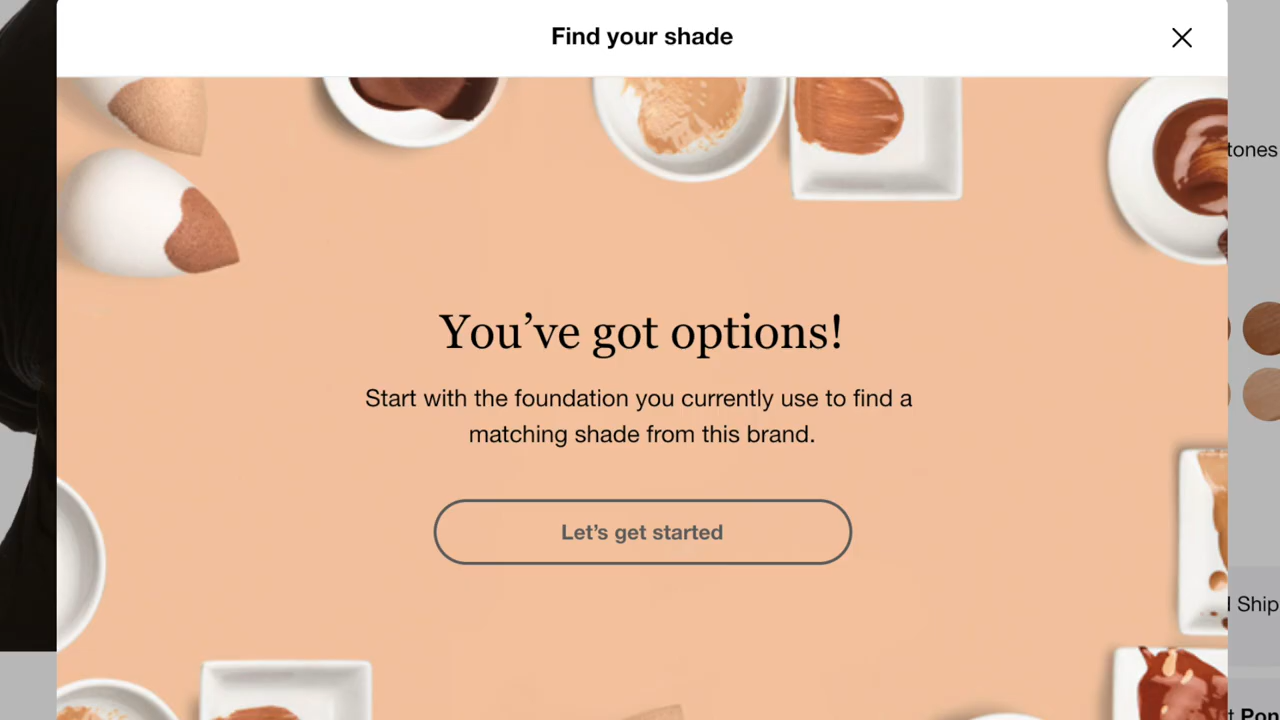 Find your shade
tones
You’ve got options!
Start with the foundation you currently use to find a
matching shade from this brand.
Let’s get started
Ship